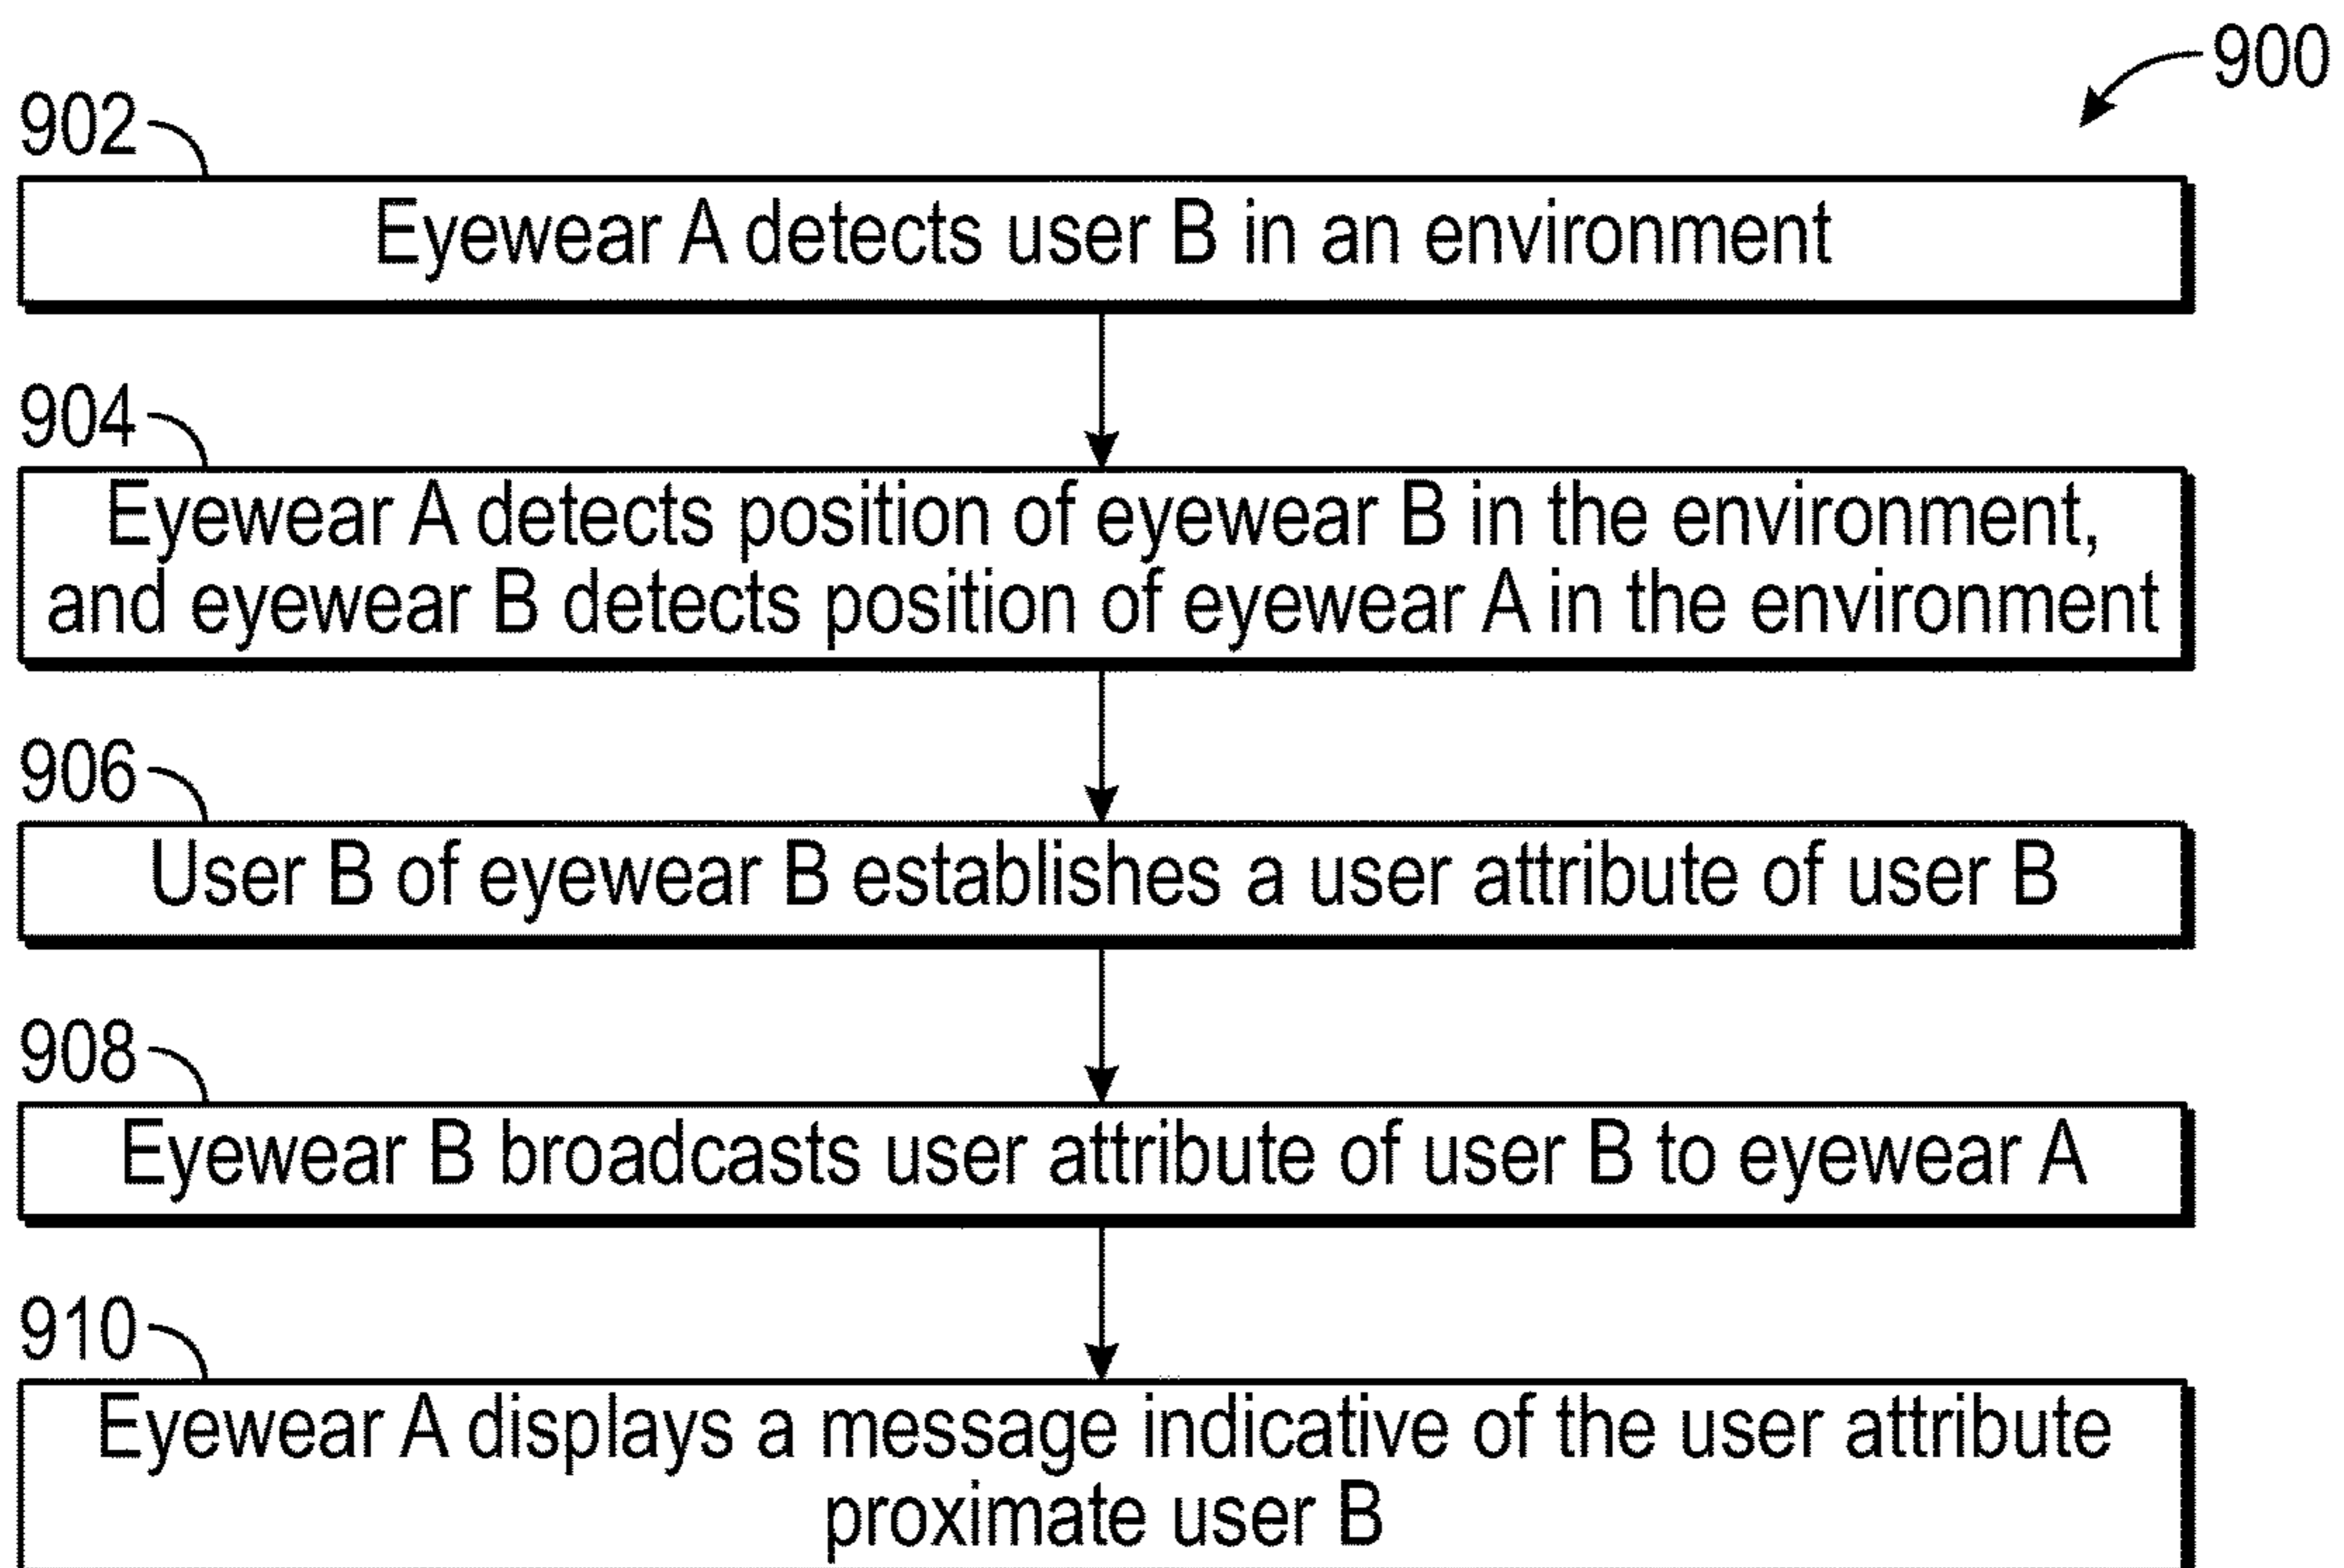 900
902
Eyewear A detects user B in an environment
904
Eyewear A detects position of eyewear B in the environment,
and eyewear B detects position of eyewear A in the environment
906
User B of eyewear B establishes a user attribute of user B
908
Eyewear B broadcasts user attribute of user B to eyewear A
910
Eyewear A displays a message indicative of the user attribute
proximate user B